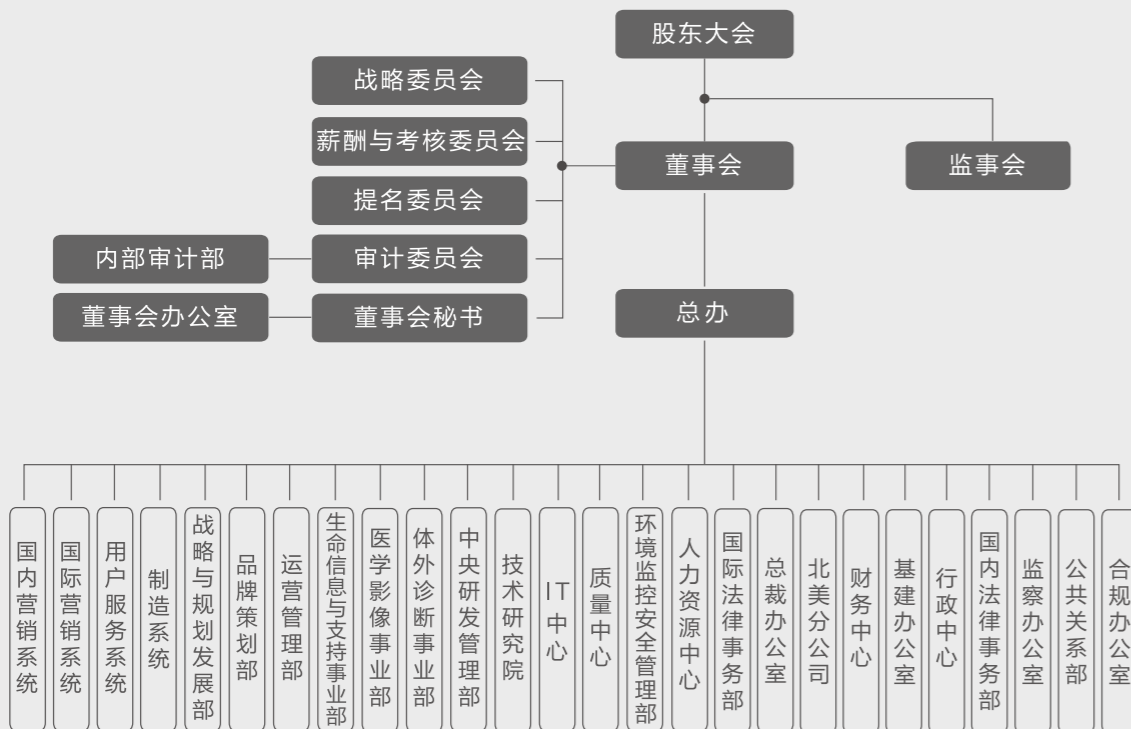 股东大会
战略委员会
薪酬与考核委员会
董事会
监事会
提名委员会
内部审计部
审计委员会
董事会办公室
董事会秘书
总办
国内营销系统
国际营销系统
用户服务系统
制造系统
战略与规划发展部
品牌策划部
运营管理部
生命信息与支持事业部
医学影像事业部
体外诊断事业部
中央研发管理部
技术研究院
IT中心
质量中心
环境监控安全管理部
人力资源中心
国际法律事务部
总裁办公室
北美分公司
财务中心
基建办公室
行政中心
国内法律事务部
监察办公室
公共关系部
合规办公室